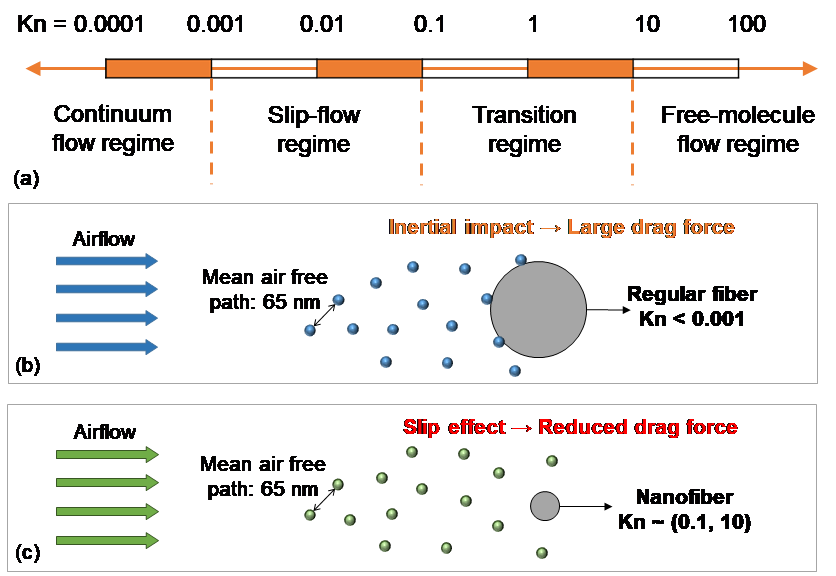 Kn = 0.0001 0.001 0.01 0.1 1 10 100
Continuum
flow regime
Slip-flow
regime
Transition
regime
Free-molecule
flow regime
(a)
Inertial impact → Large drag force
Airflow
Mean air free
path: 65 nm
Regular fiber
Kn < 0.001
(b)
Slip effect → Reduced drag force
Airflow
Mean air free
path: 65 nm
Nanofiber
Kn ~ (0.1, 10)
(c)